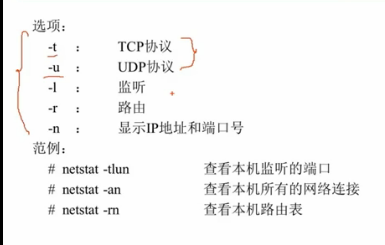 选项：
-t ： TCP协议
-u ： UDP协议
-l ： 监听
-r ： 路由
-n ： 显示IP地址和端口号
范例：
# netstat -tlun 查看本机监听的端口
# netstat -an 查看本机所有的网络连接
# netstat -rn 查看本机路由表